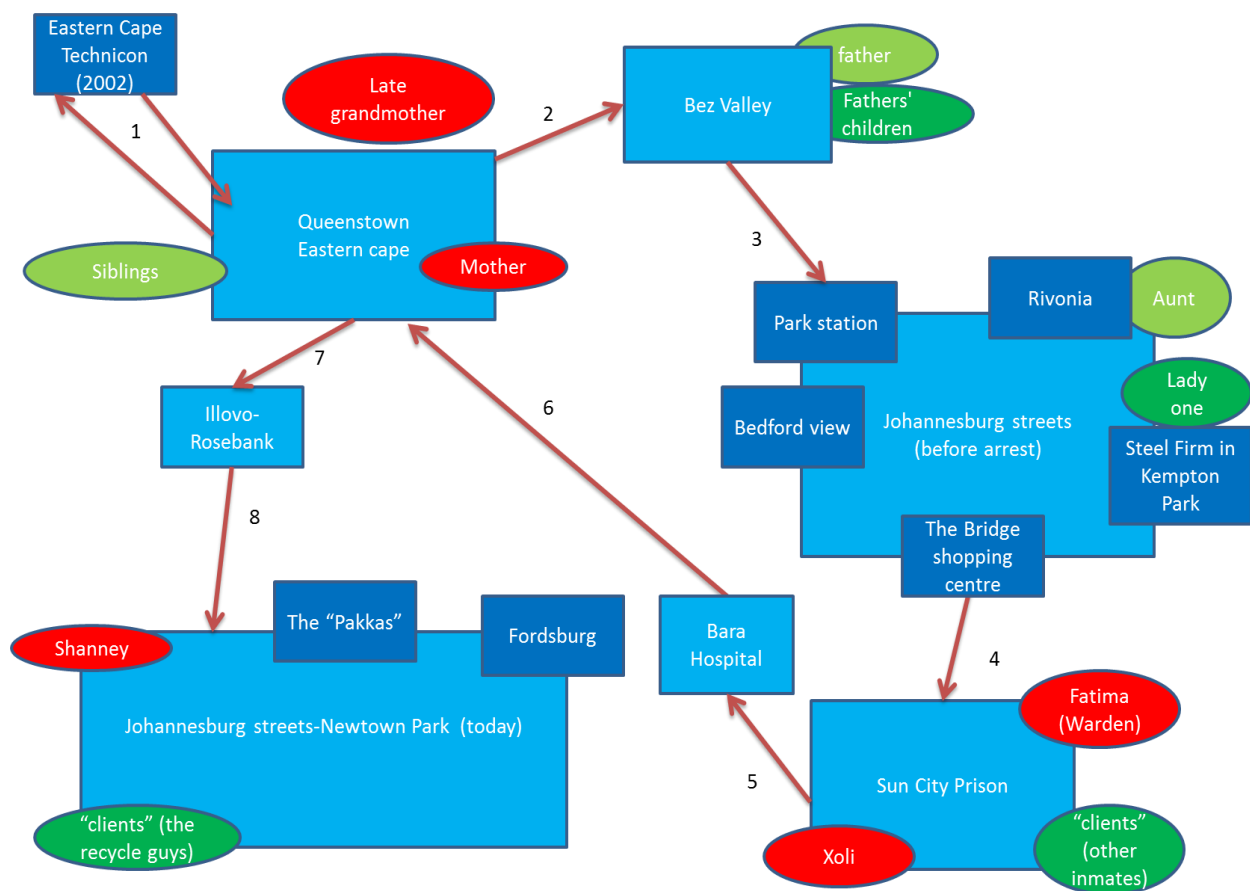 Eastern Cape
Technicon
(2002)
1
Late
grandmother
2
Bez Valley
father
Fathers'
children
Queenstown
Eastern cape
Siblings
Mother
3
Park station
Rivonia
Aunt
Bedford view
Johannesburg streets
(before arrest)
Lady
one
Steel Firm in
Kempton
Park
The Bridge
shopping
centre
7
Illovo-
Rosebank
6
8
4
Shanney
The “Pakkas”
Fordsburg
Johannesburg streets-Newtown Park (today)
“clients” (the
recycle guys)
Bara
Hospital
5
Fatima
(Warden)
Sun City Prison
Xoli
“clients”
(other
inmates)